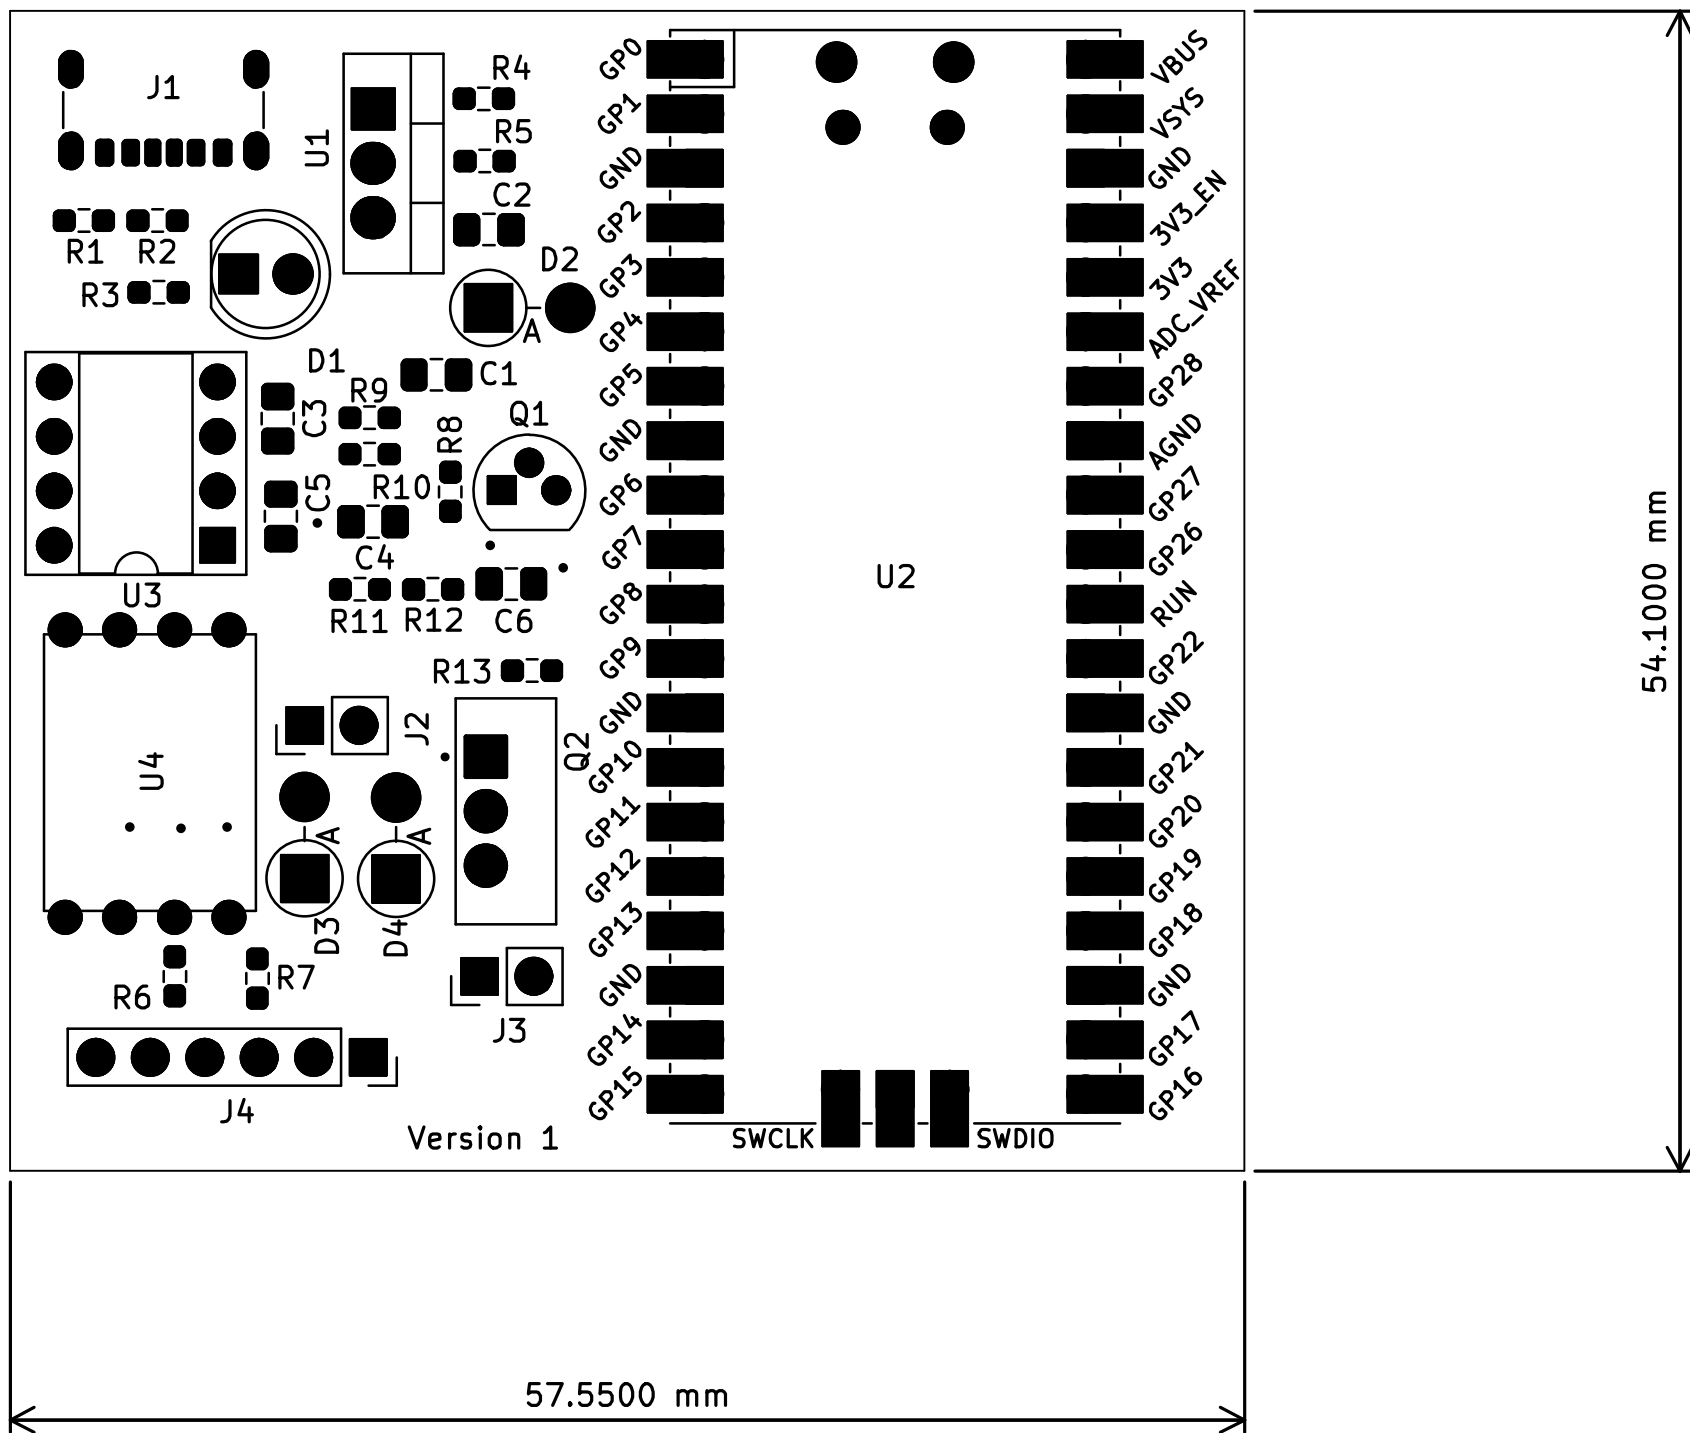 J1
U1
R4
R5
C2
R1
R2
R3
D2
A
D1
C1
R9
C3
R8
Q1
R10
C5
C4
U3
R11
R12
C6
R13
J2
Q2
U4
A
A
D3
D4
R6
R7
J3
J4
Version 1
GP0
GP1
GND
GP2
GP3
GP4
GP5
GND
GP6
GP7
GP8
GP9
GND
GP10
GP11
GP12
GP13
GND
GP14
GP15
U2
SWCLK
SWDIO
VBUS
VSYS
GND
3V3_EN
3V3
ADC_VREF
GP28
AGND
GP27
GP26
RUN
GP22
GND
GP21
GP20
GP19
GP18
GND
GP17
GP16
54.1000 mm
57.5500 mm